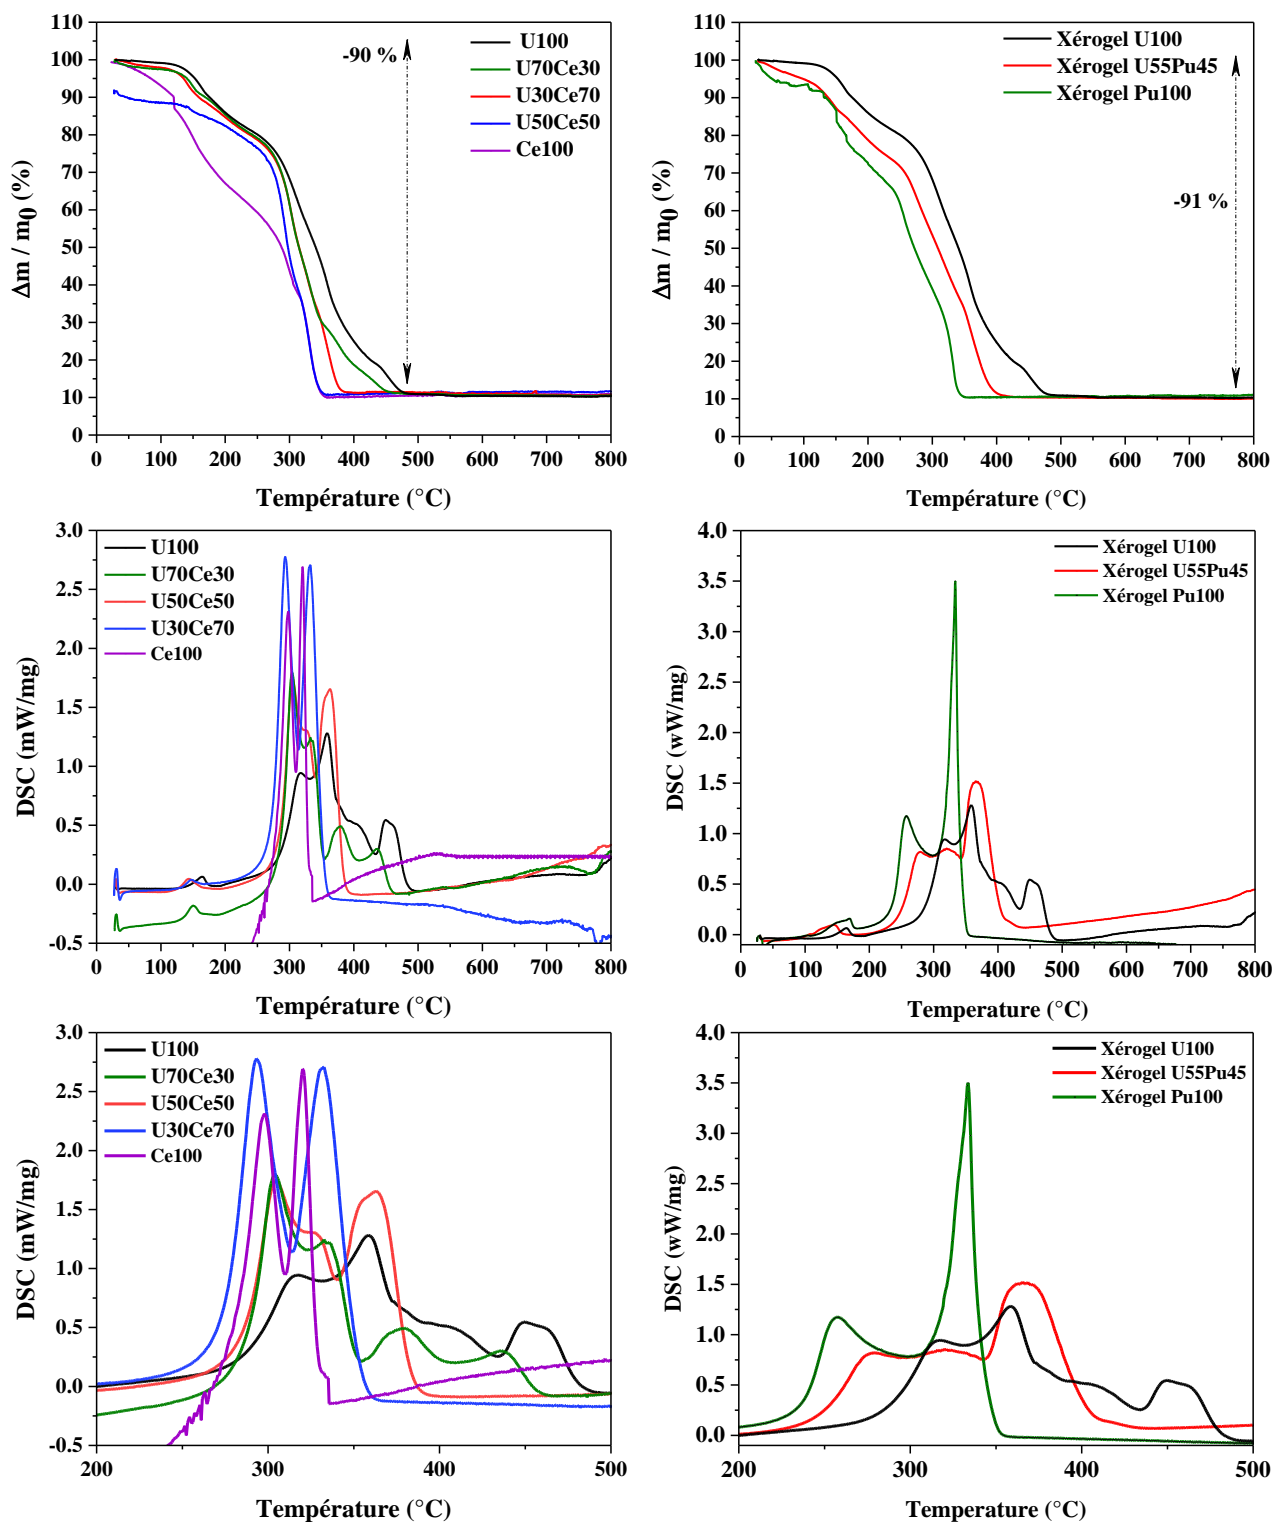 110
100
90
80
70
60
50
40
30
20
10
0
Δm / m0 (%)
-90 %
U100
U70Ce30
U30Ce70
U50Ce50
Ce100
0 100 200 300 400 500 600 700 800
Température (°C)
110
100
90
80
70
60
50
40
30
20
10
0
Δm / m0 (%)
Xérogel U100
Xérogel U55Pu45
Xérogel Pu100
-91 %
0 100 200 300 400 500 600 700 800
Température (°C)
3.0
2.5
2.0
1.5
1.0
0.5
0.0
-0.5
DSC (mW/mg)
U100
U70Ce30
U50Ce50
U30Ce70
Ce100
0 100 200 300 400 500 600 700 800
Température (°C)
4.0
3.5
3.0
2.5
2.0
1.5
1.0
0.5
0.0
DSC (wW/mg)
Xérogel U100
Xérogel U55Pu45
Xérogel Pu100
0 100 200 300 400 500 600 700 800
Temperature (°C)
3.0
2.5
2.0
1.5
1.0
0.5
0.0
-0.5
DSC (mW/mg)
U100
U70Ce30
U50Ce50
U30Ce70
Ce100
200 300 400 500
Température (°C)
4.0
3.5
3.0
2.5
2.0
1.5
1.0
0.5
0.0
DSC (wW/mg)
Xérogel U100
Xérogel U55Pu45
Xérogel Pu100
200 300 400 500
Temperature (°C)